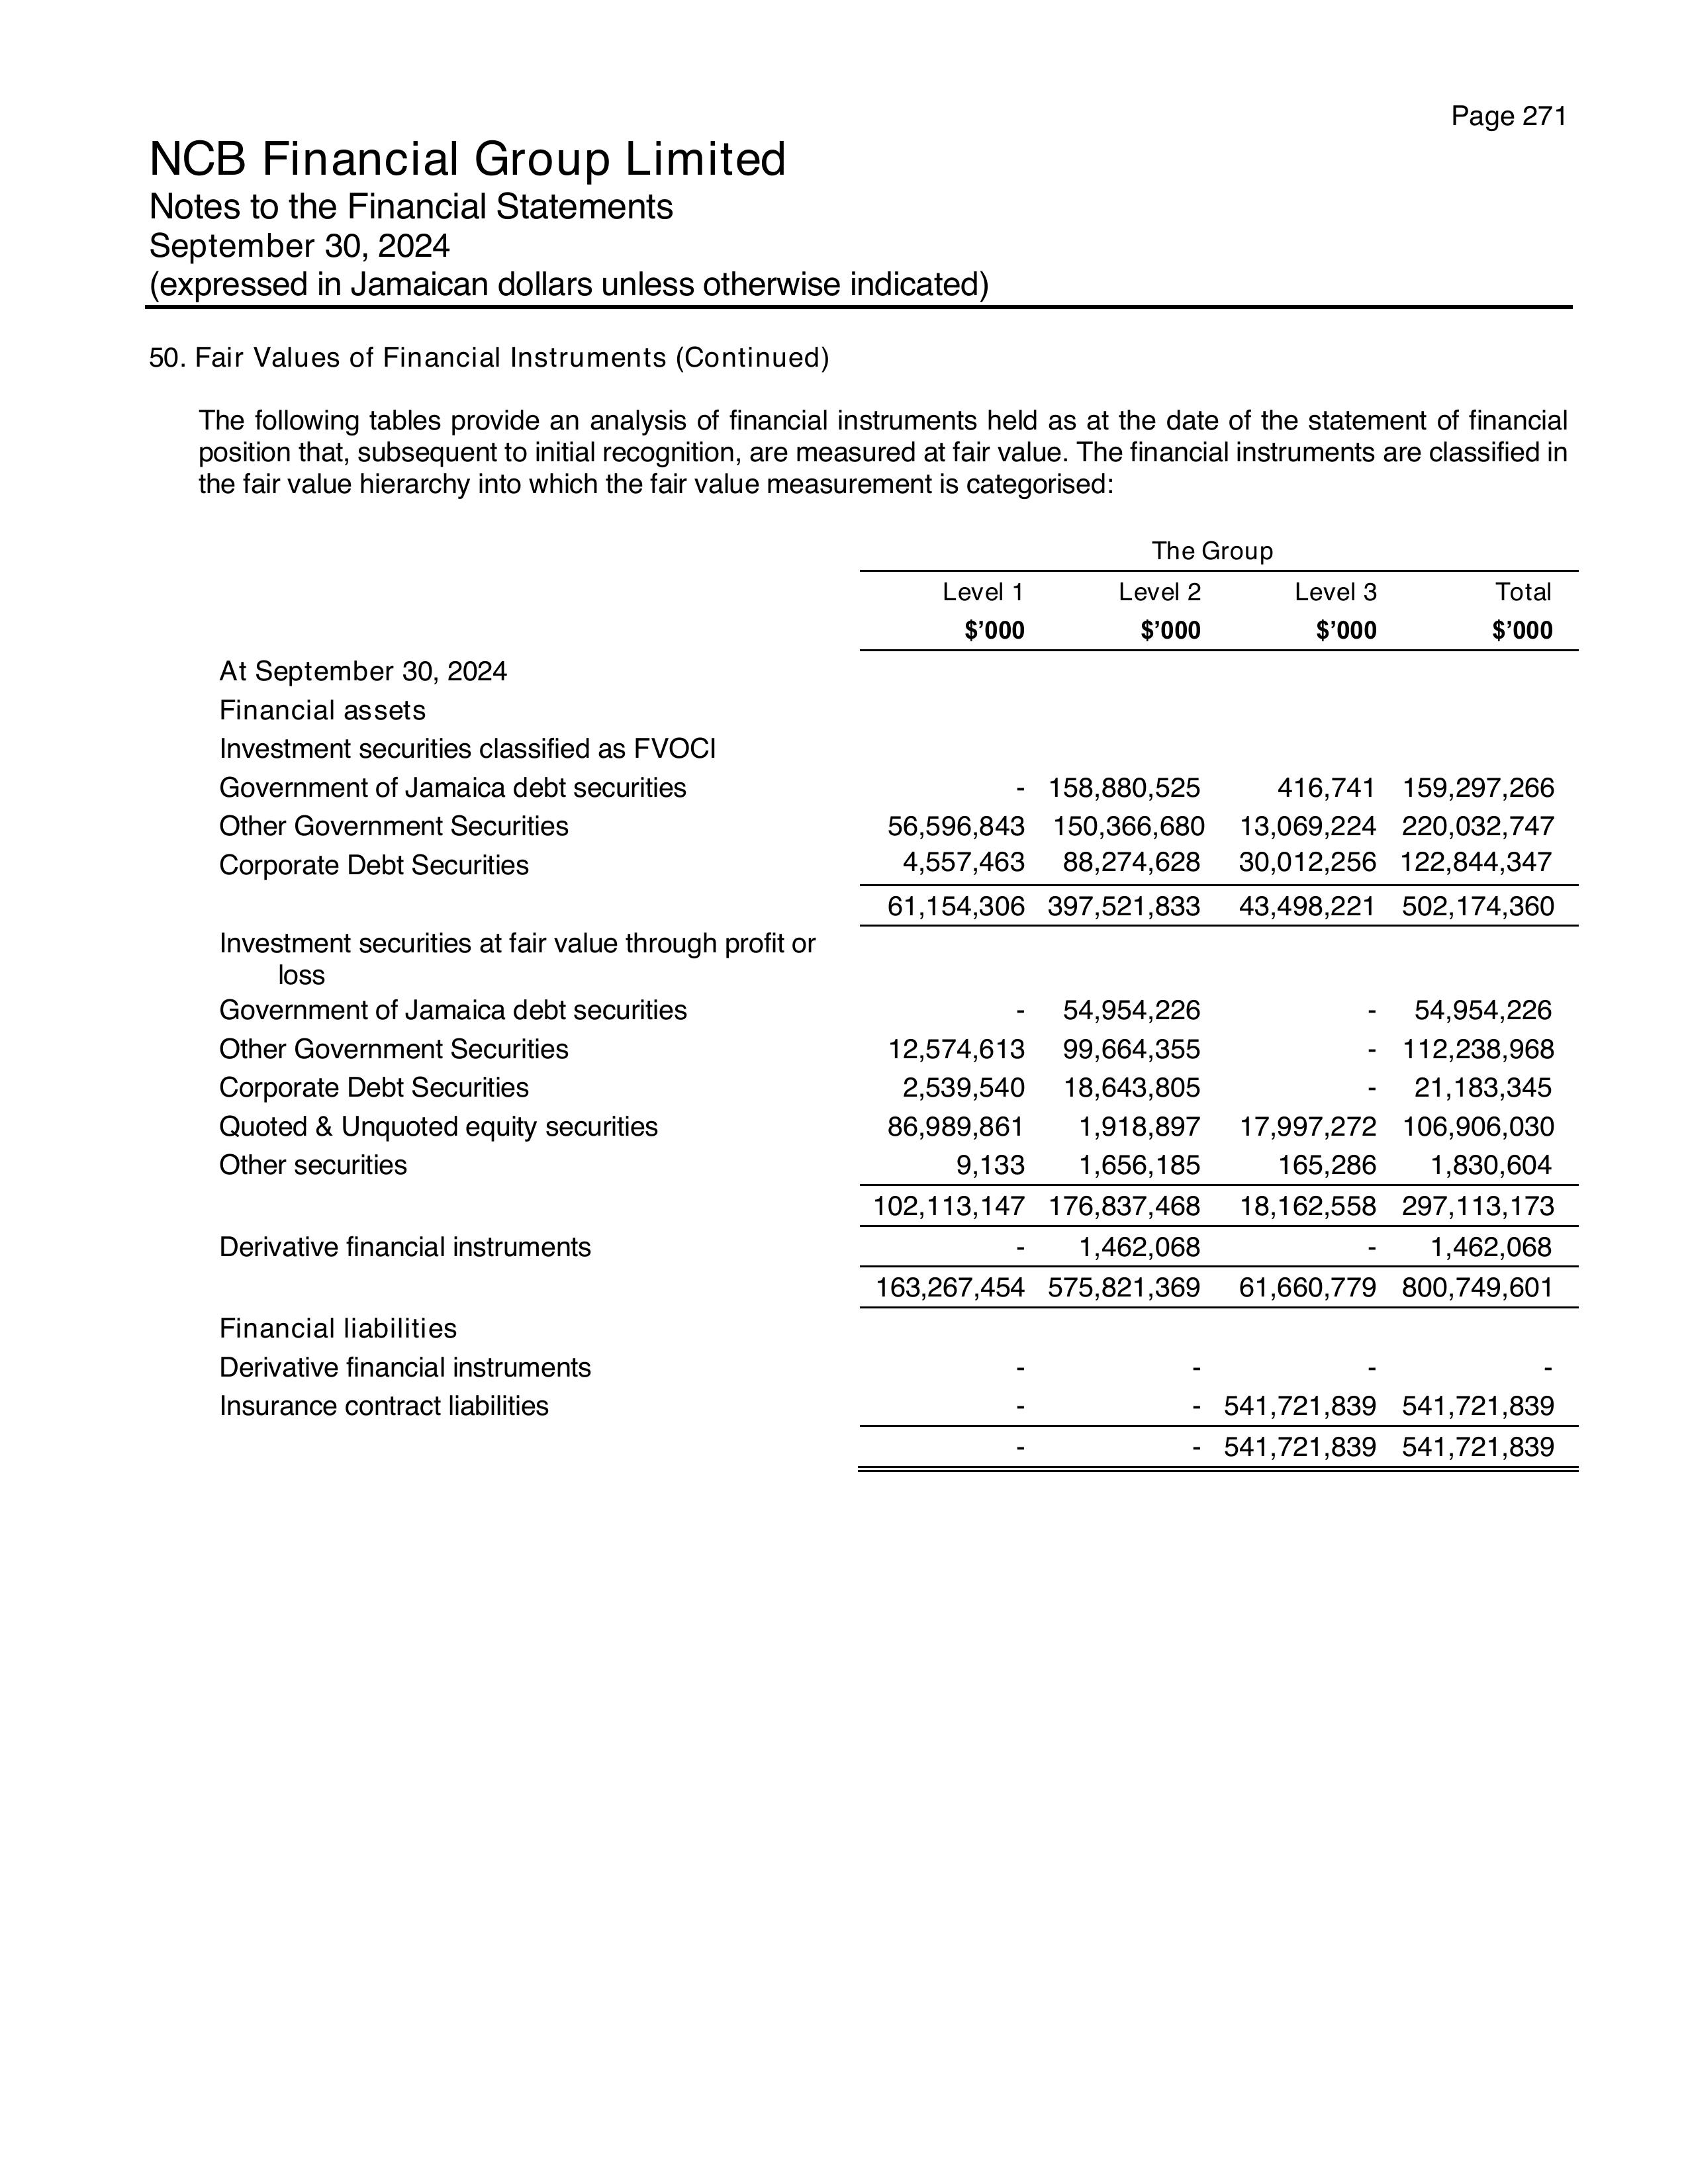 Page 271
NCB Financial Group Limited
Notes to the Financial Statements
September 30, 2024
(expressed in Jamaican dollars unless otherwise indicated)
50. Fair Values of Financial Instruments (Continued)
The following tables provide an analysis of financial instruments held as at the date of the statement of financial
position that, subsequent to initial recognition, are measured at fair value. The financial instruments are classified in
the fair value hierarchy into which the fair value measurement is categorised:
The Group
Level 1 Level 2 Level 3 Total
$’000 $’000 $’000 $’000
At September 30, 2024
Financial assets
Investment securities classified as FVOCI
Government of Jamaica debt securities - 158,880,525 416,741 159,297,266
Other Government Securities 56,596,843 150,366,680 13,069,224 220,032,747
Corporate Debt Securities 4,557,463 88,274,628 30,012,256 122,844,347
61,154,306 397,521,833 43,498,221 502,174,360
Investment securities at fair value through profit or
loss
Government of Jamaica debt securities - 54,954,226 - 54,954,226
Other Government Securities 12,574,613 99,664,355 - 112,238,968
Corporate Debt Securities 2,539,540 18,643,805 - 21,183,345
Quoted & Unquoted equity securities 86,989,861 1,918,897 17,997,272 106,906,030
Other securities 9,133 1,656,185 165,286 1,830,604
102,113,147 176,837,468 18,162,558 297,113,173
Derivative financial instruments - 1,462,068 - 1,462,068
163,267,454 575,821,369 61,660,779 800,749,601
Financial liabilities
Derivative financial instruments - - - -
Insurance contract liabilities - - 541,721,839 541,721,839
- - 541,721,839 541,721,839